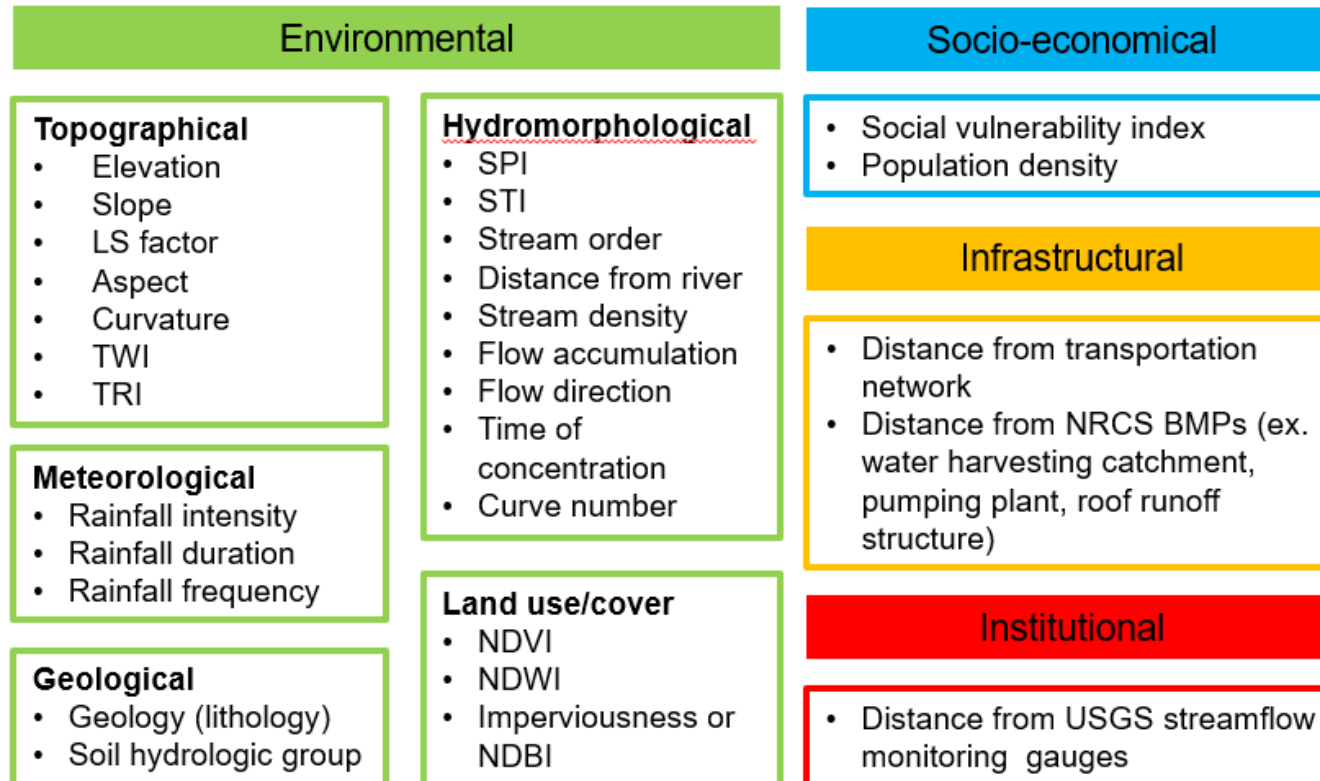 Environmental
Topographical
• Elevation
• Slope
• LS factor
• Aspect
• Curvature
• TWI
• TRI
Meteorological
• Rainfall intensity
• Rainfall duration
• Rainfall frequency
Geological
• Geology (lithology)
• Soil hydrologic group
Hydromorphological
• SPI
• STI
• Stream order
• Distance from river
• Stream density
• Flow accumulation
• Flow direction
• Time of
concentration
• Curve number
Land use/cover
• NDVI
• NDWI
• Imperviousness or
NDBI
Socio-economical
• Social vulnerability index
• Population density
Infrastructural
• Distance from transportation
network
• Distance from NRCS BMPs (ex.
water harvesting catchment,
pumping plant, roof runoff
structure)
Institutional
• Distance from USGS streamflow
monitoring gauges